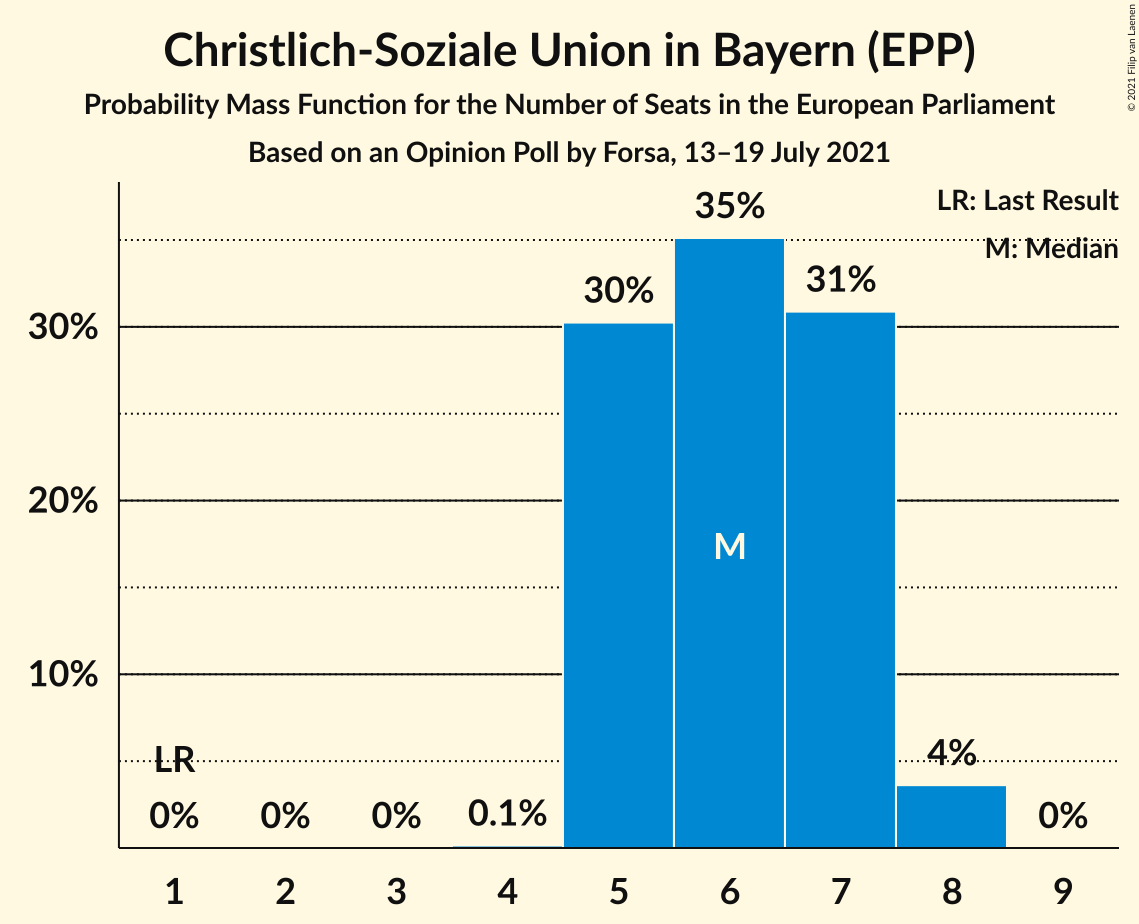 Christlich-Soziale Union in Bayern (EPP)
Probability Mass Function for the Number of Seats in the European Parliament
Based on an Opinion Poll by Forsa, 13–19 July 2021
© 2021 Filip van Laenen
LR: Last Result
M: Median
35%
31%
30%
30%
20%
M
10%
LR
4%
0% 0% 0% 0.1% 0%
1 2 3 4 5 6 7 8 9